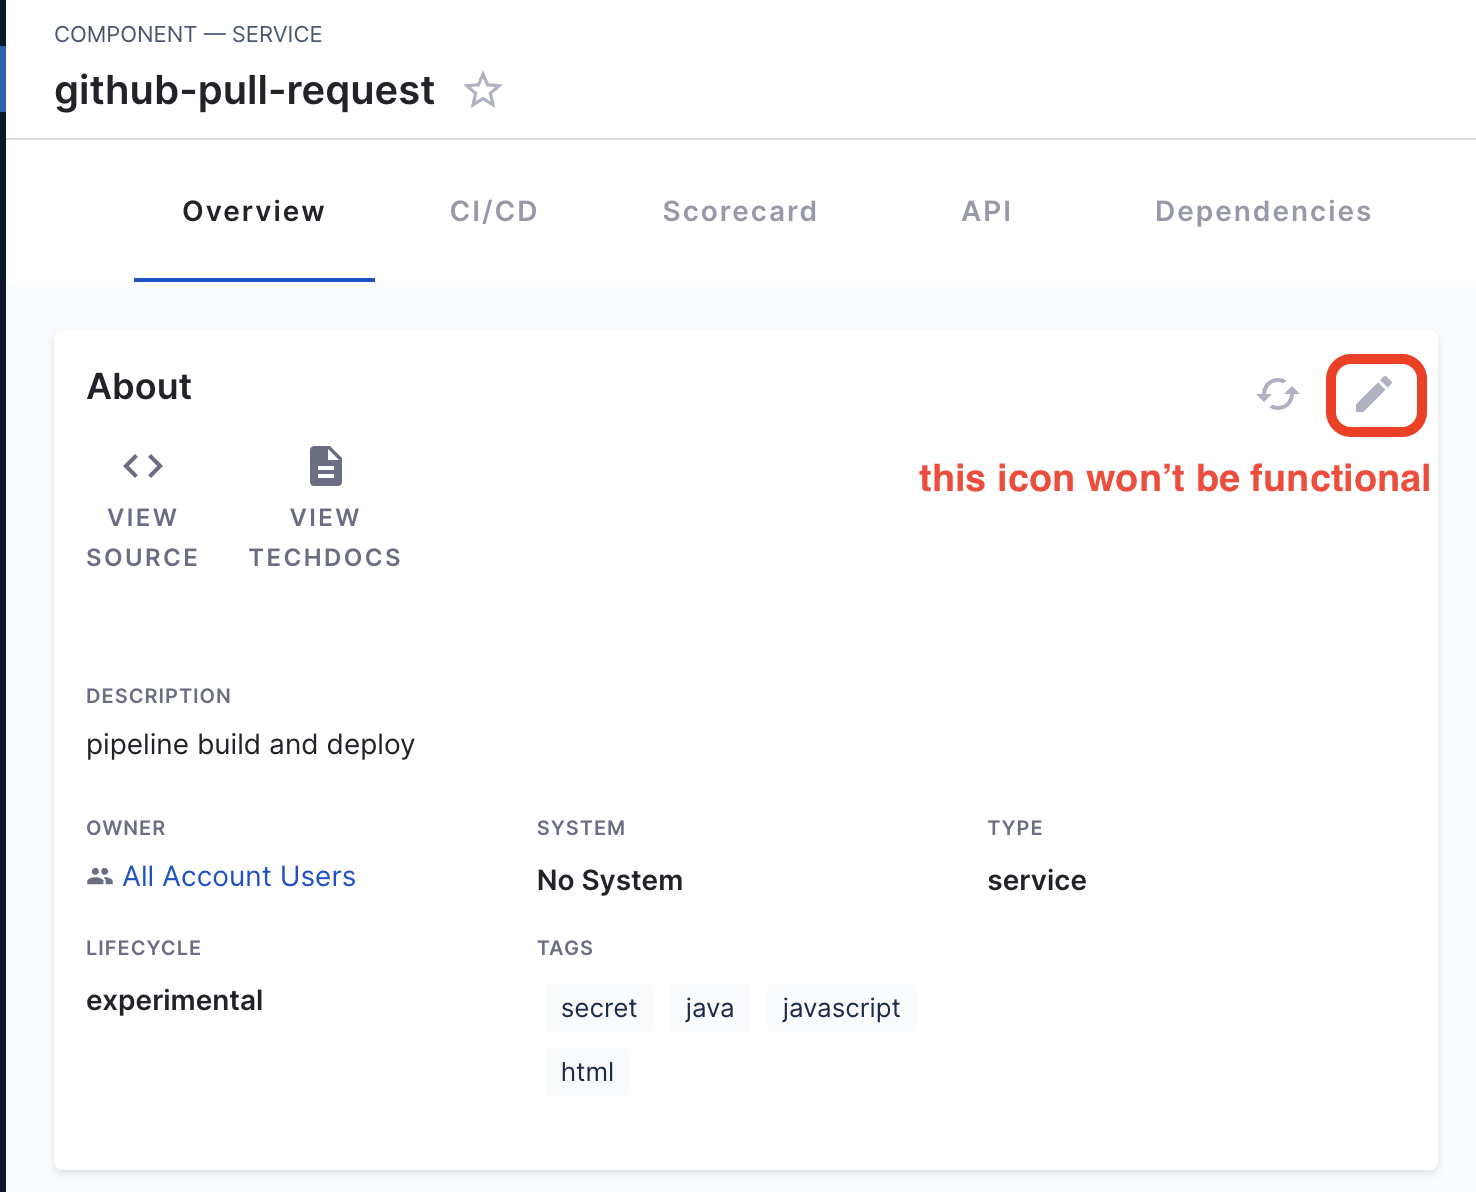 COMPONENT — SERVICE
github-pull-request
Overview CI/CD Scorecard API Dependencies
About
this icon won't be functional
VIEW SOURCE
VIEW TECHDOCS
DESCRIPTION
pipeline build and deploy
OWNER SYSTEM TYPE
All Account Users No System service
LIFECYCLE TAGS
experimental secret java javascript
html